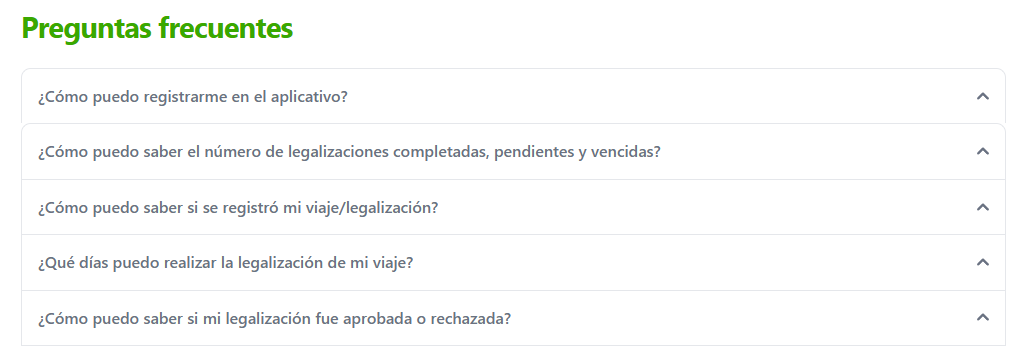 Preguntas frecuentes
¿Cómo puedo registrarme en el aplicativo?
¿Cómo puedo saber el número de legalizaciones completadas, pendientes y vencidas?
¿Cómo puedo saber si se registró mi viaje/legalización?
¿Qué días puedo realizar la legalización de mi viaje?
¿Cómo puedo saber si mi legalización fue aprobada o rechazada?